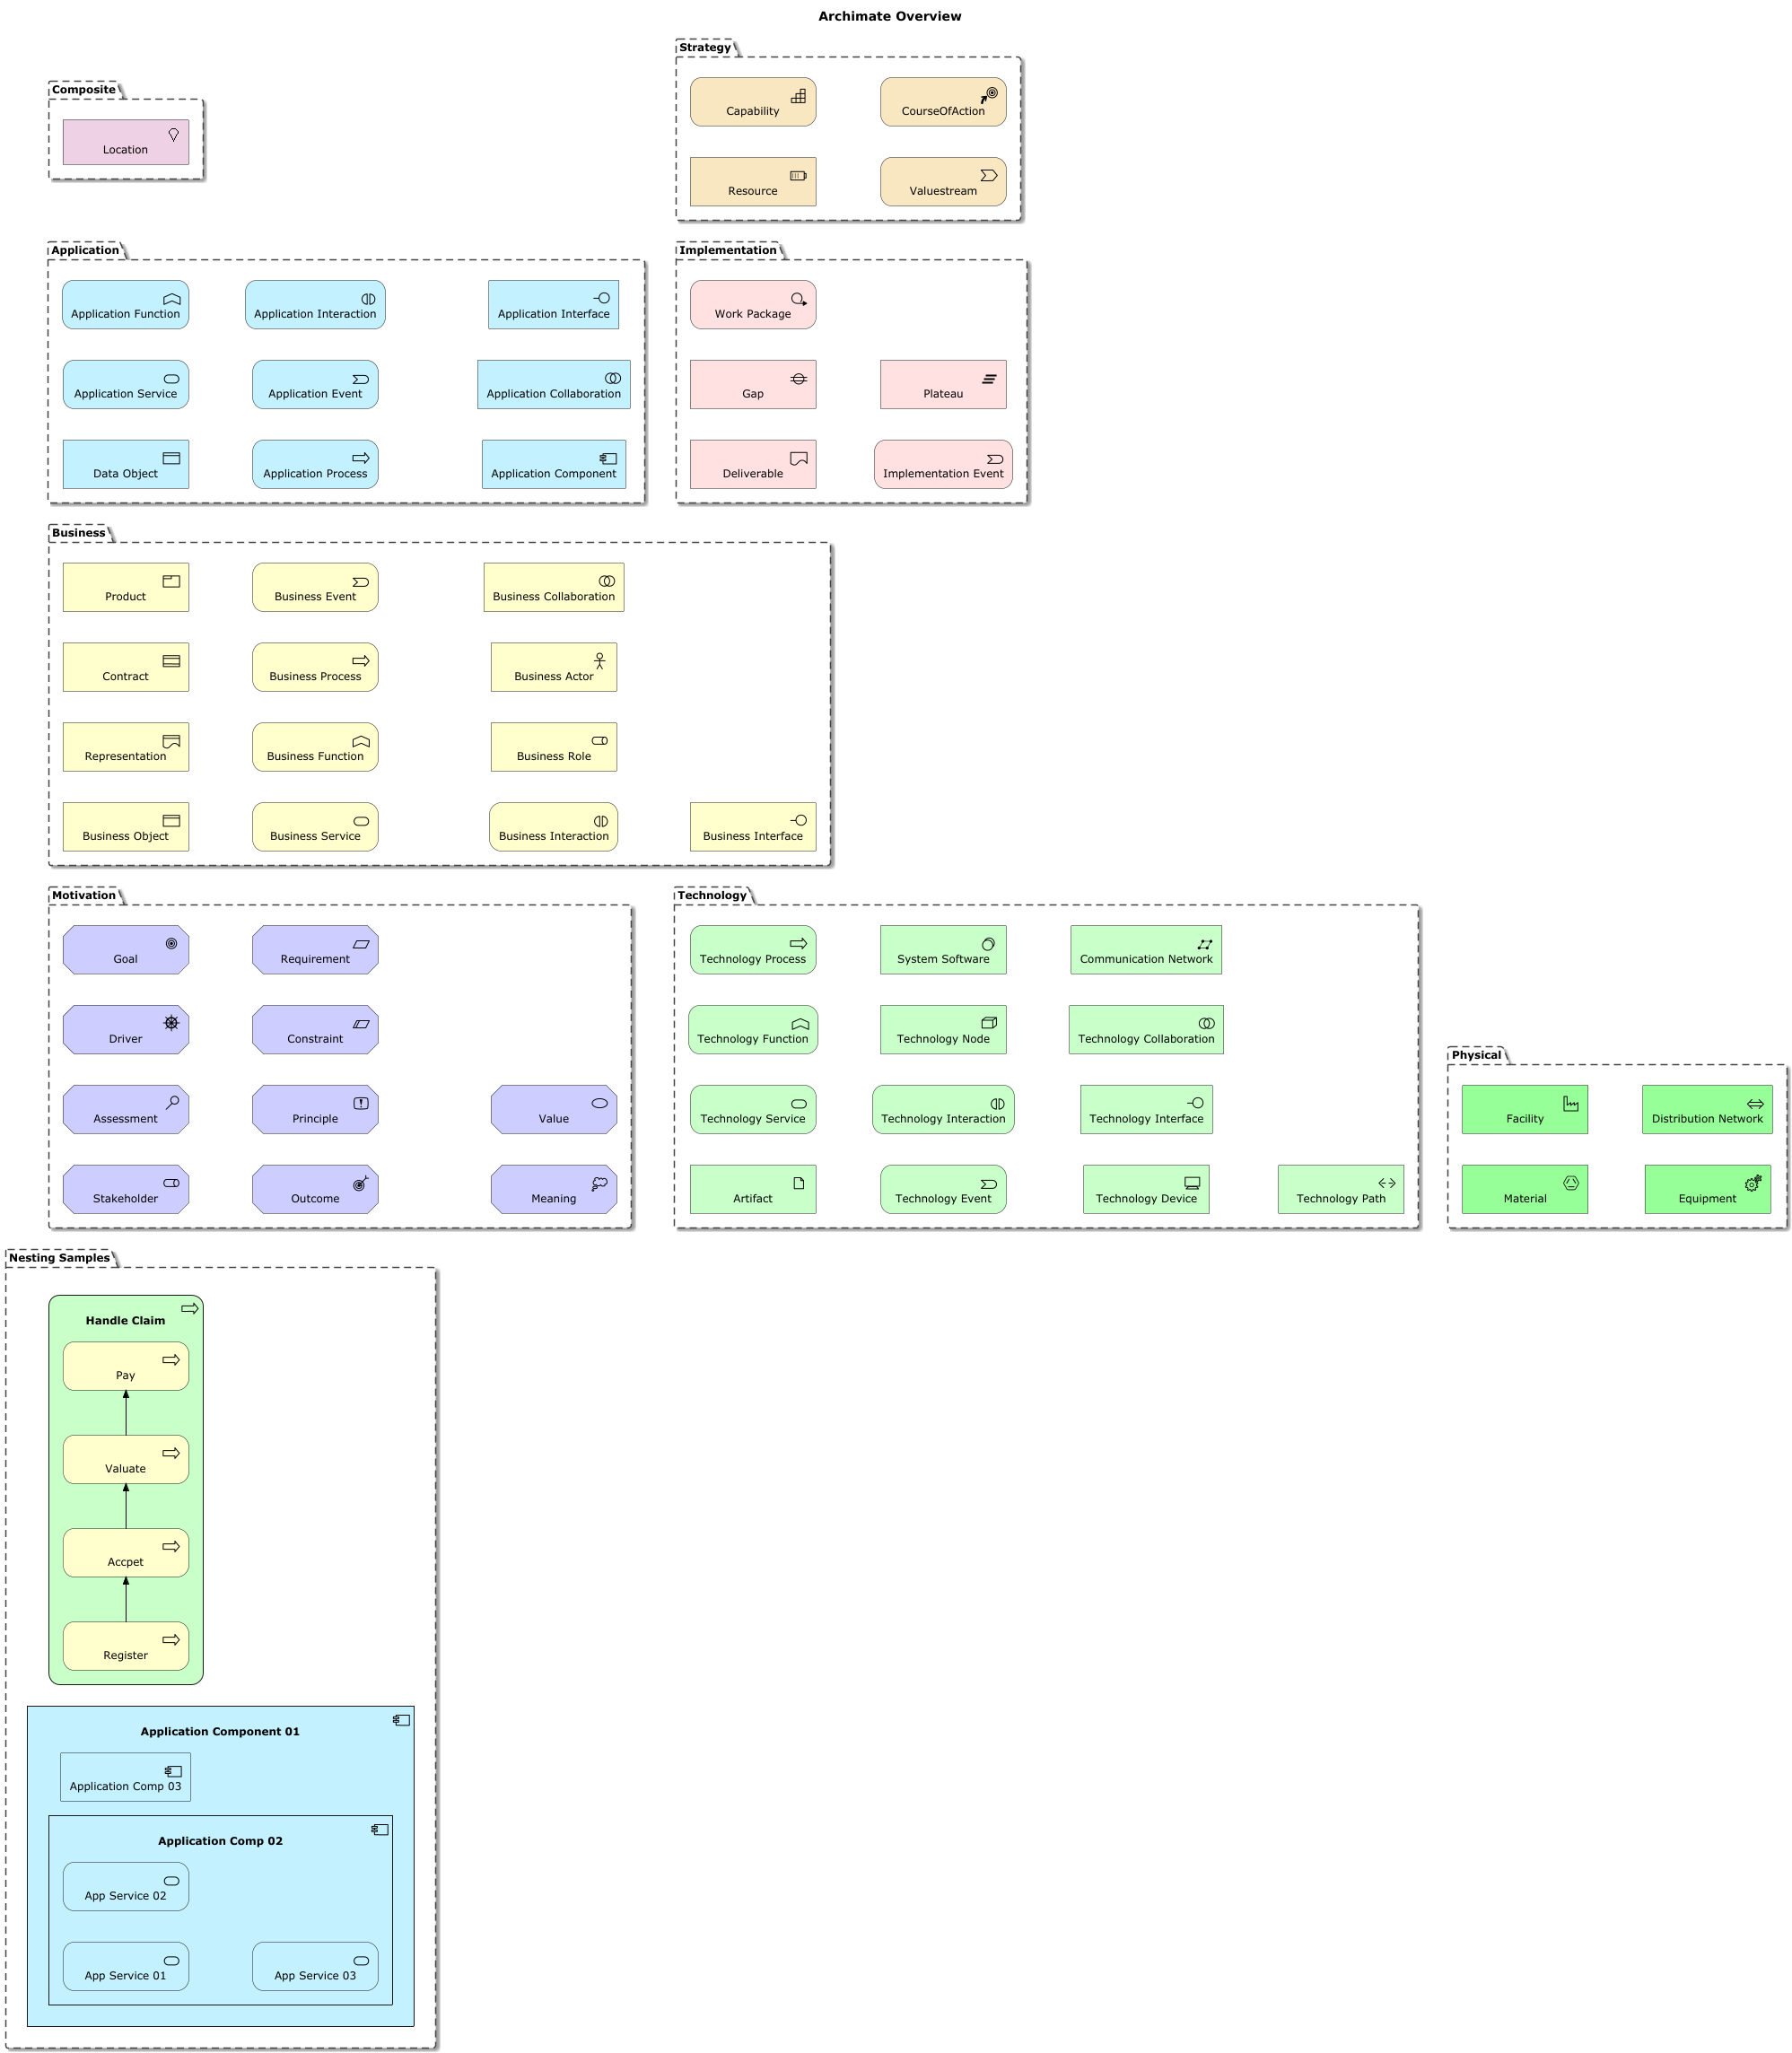 Archimate Overview
Composite
Location
Strategy
Capability
CourseOfAction
Resource
Valuestream
Application
Application Function
Application Interaction
Application Interface
Application Service
Application Event
Application Collaboration
Data Object
Application Process
Application Component
Implementation
Work Package
Gap
Plateau
Deliverable
Implementation Event
Business
Product
Business Event
Business Collaboration
Contract
Business Process
Business Actor
Representation
Business Function
Business Role
Business Object
Business Service
Business Interaction
Business Interface
Motivation
Goal
Requirement
Driver
Constraint
Assessment
Principle
Value
Stakeholder
Outcome
Meaning
Technology
Technology Process
System Software
Communication Network
Technology Function
Technology Node
Technology Collaboration
Technology Service
Technology Interaction
Technology Interface
Artifact
Technology Event
Technology Device
Technology Path
Physical
Facility
Distribution Network
Material
Equipment
Nesting Samples
Handle Claim
Pay
Valuate
Accpet
Register
Application Component 01
Application Comp 03
Application Comp 02
App Service 02
App Service 01
App Service 03